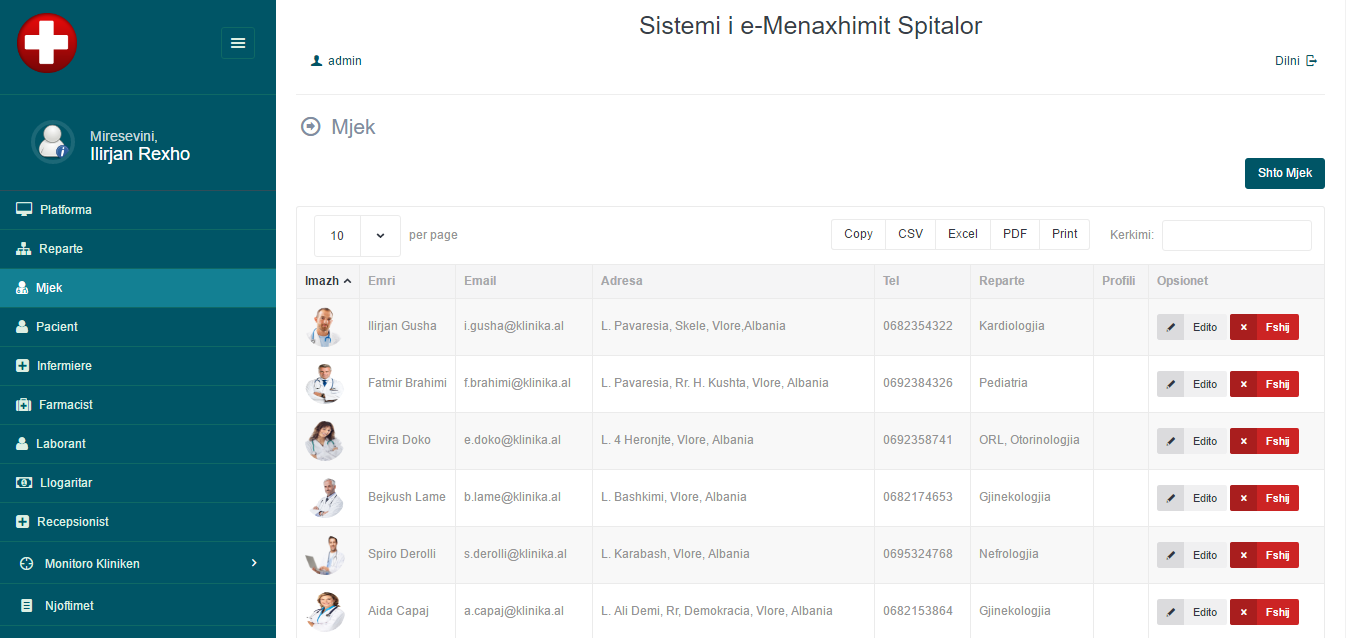 Sistemi i e-Menaxhimit Spitalor
admin
Dilni
Miresevini,
Ilirjan Rexho
Platforma
Reparte
Mjek
Pacient
Infermiere
Farmacist
Laborant
Llogaritar
Recepsionist
Monitoro Kliniken
Njoftimet
Mjek
Shto Mjek
10 per page Copy CSV Excel PDF Print Kerkimi:
Imazh Emri Email Adresa Tel Reparte Profili Opsionet
Ilirjan Gusha i.gusha@klinika.al L. Pavaresia, Skele, Vlore,Albania 0682354322 Kardiologjia Edito Fshij
Fatmir Brahimi f.brahimi@klinika.al L. Pavaresia, Rr. H. Kushta, Vlore, Albania 0692384326 Pediatria Edito Fshij
Elvira Doko e.doko@klinika.al L. 4 Heronjte, Vlore, Albania 0692358741 ORL, Otorinologjia Edito Fshij
Bejkush Lame b.lame@klinika.al L. Bashkimi, Vlore, Albania 0682174653 Gjinekologjia Edito Fshij
Spiro Derolli s.derolli@klinika.al L. Karabash, Vlore, Albania 0695324768 Nefrologjia Edito Fshij
Aida Capaj a.capaj@klinika.al L. Ali Demi, Rr, Demokracia, Vlore, Albania 0682153864 Gjinekologjia Edito Fshij